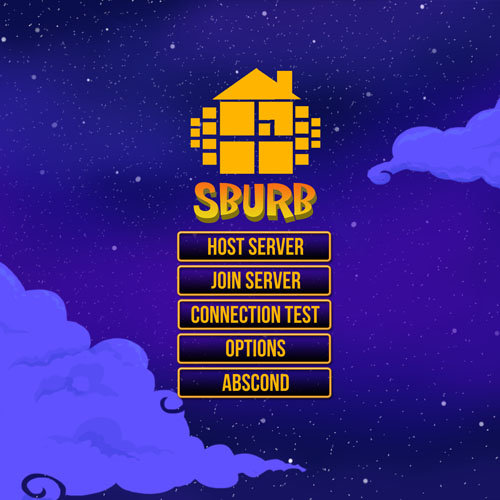 SBURB
HOST SERVER
JOIN SERVER
CONNECTION TEST
OPTIONS
ABSCOND